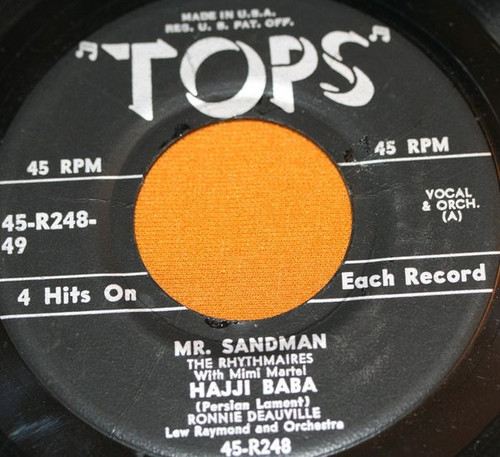 MADE IN U.S.A.
RES. U. S. PAT. OFF.
"TOPS"
45 RPM
45 RPM
45-R248-
49
VOCAL
& ORCH.
(A)
4 Hits On
Each Record
MR. SANDMAN
THE RHYTHMAIRES
With Mimi Martel
HAJJI BABA
(Persian Lament)
RONNIE DEAUVILLE
Lew Raymond and Orchestra
45-R248